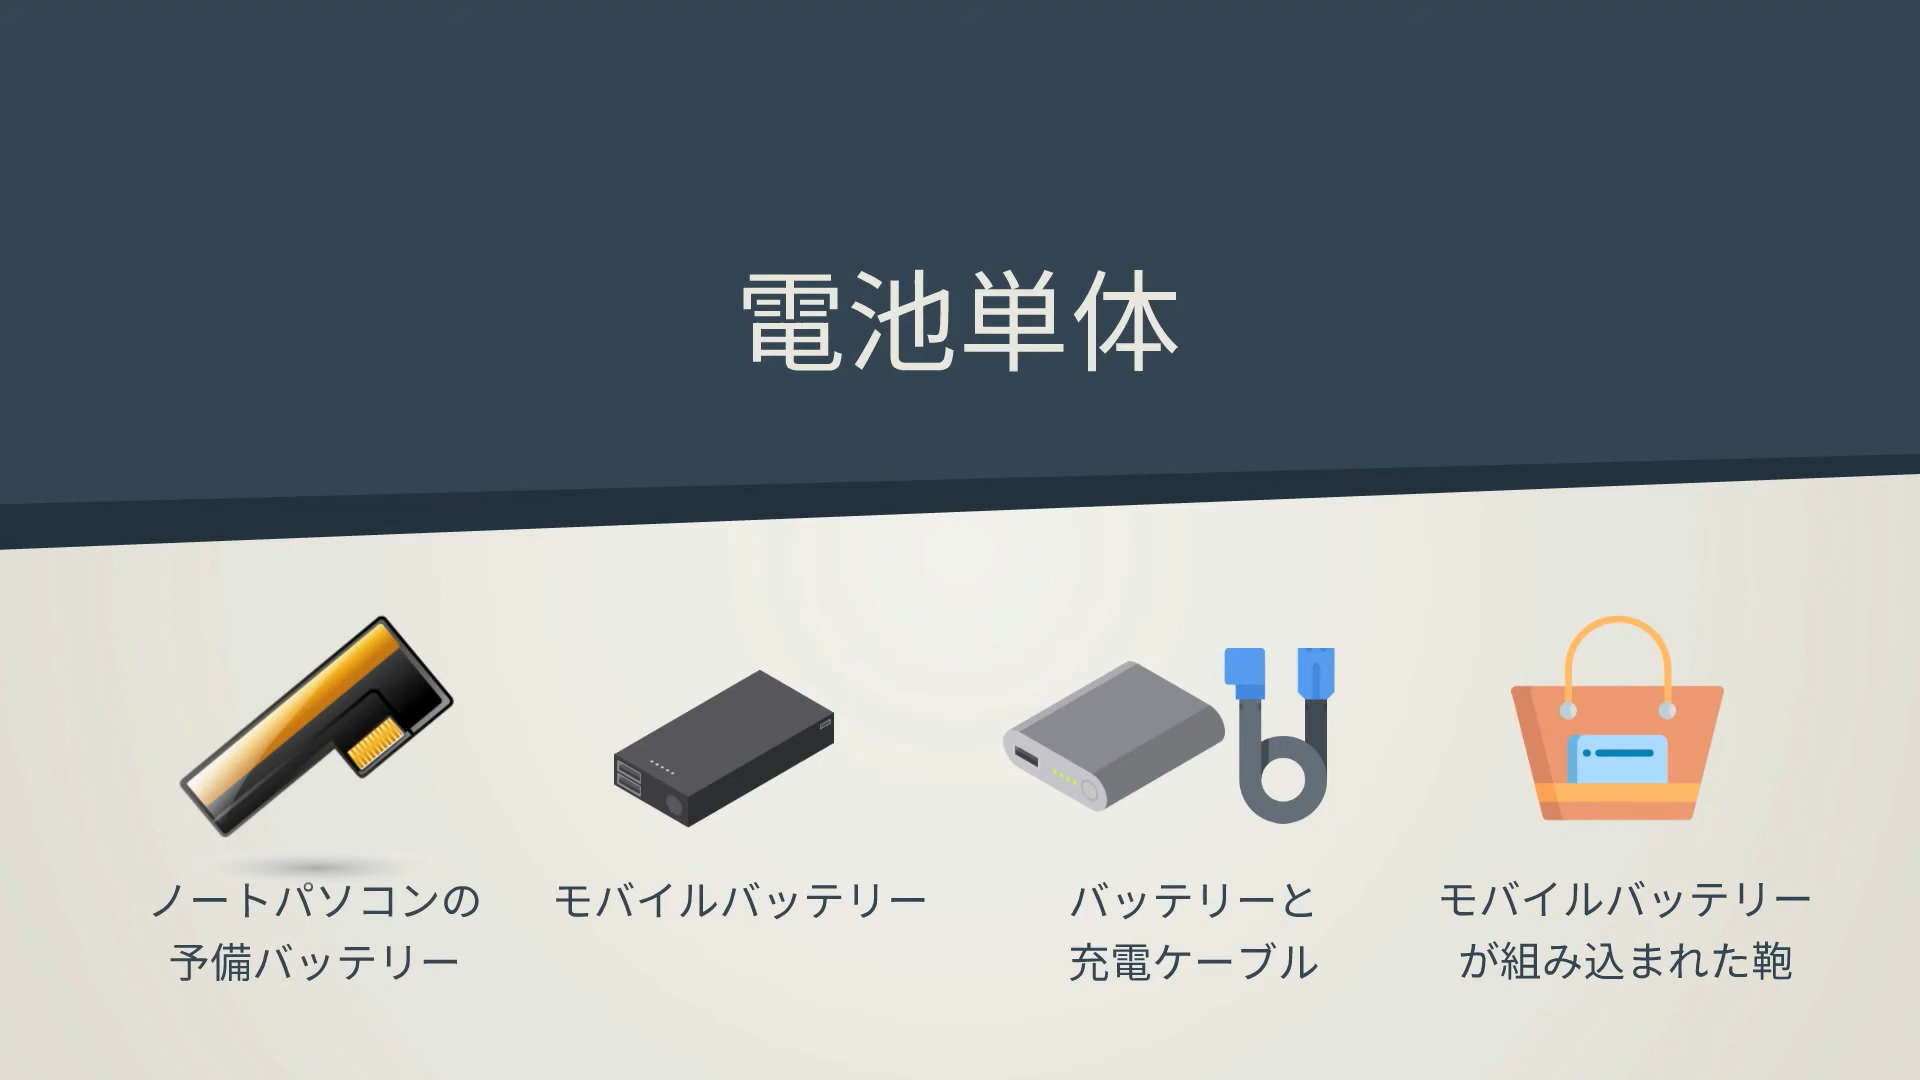 電池単体
ノートパソコンの
予備バッテリー
モバイルバッテリー
バッテリーと
充電ケーブル
モバイルバッテリー
が組み込まれた鞄